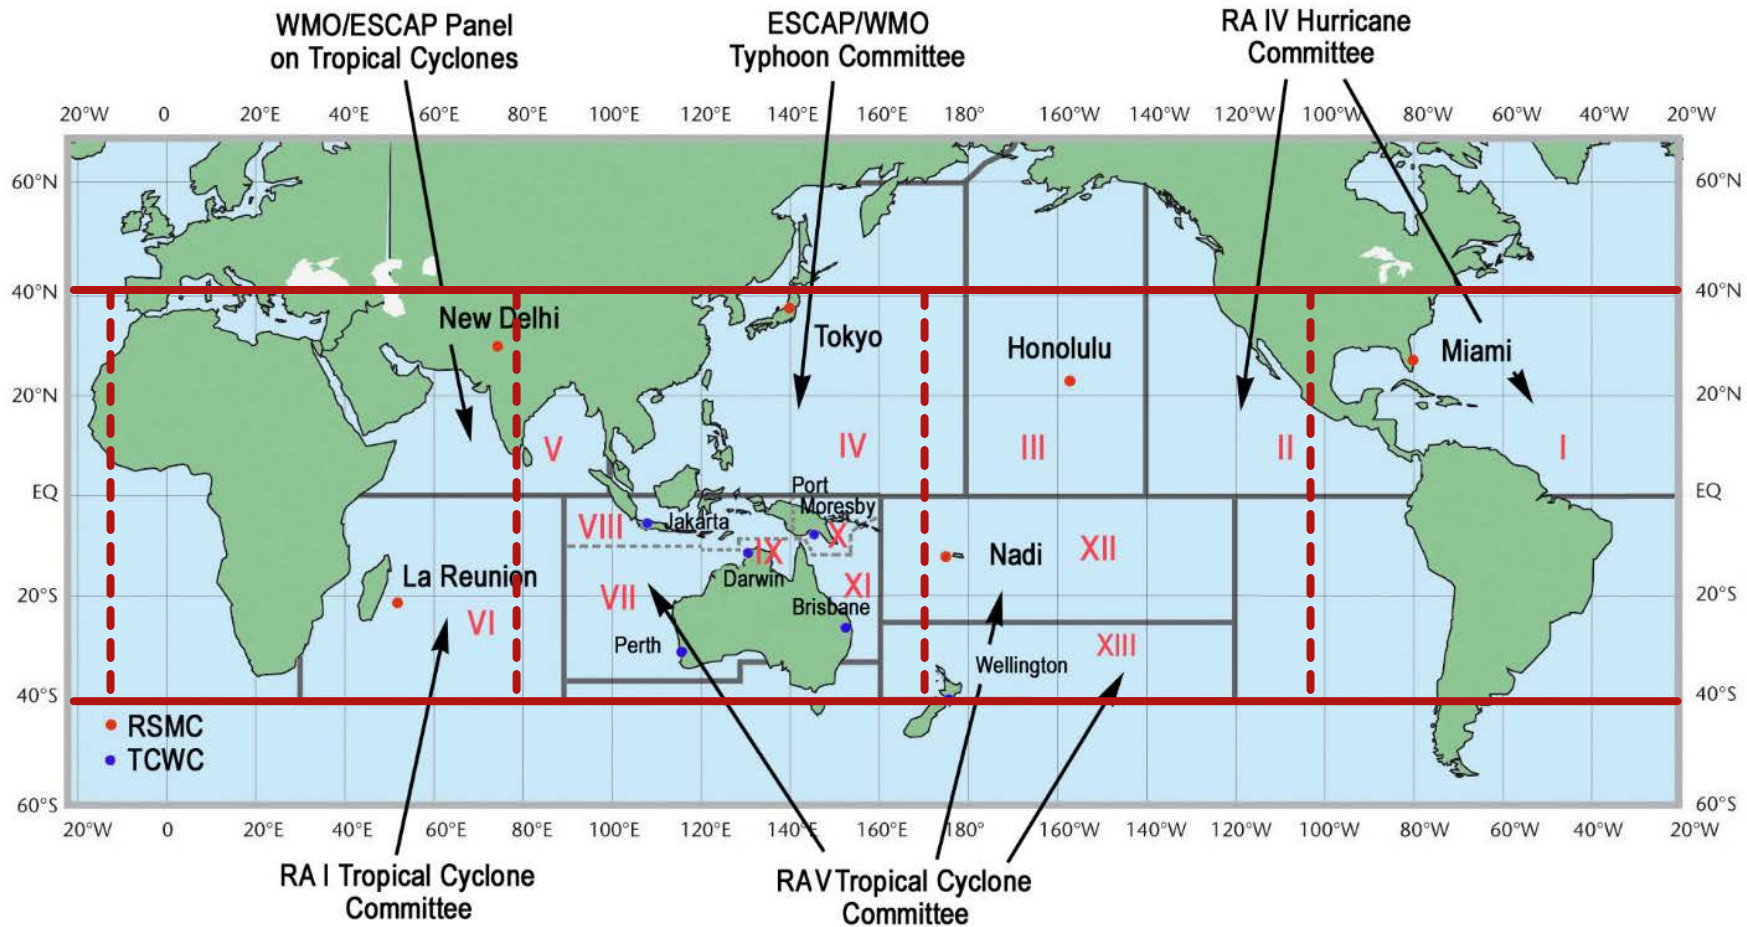 WMO/ESCAP Panel
on Tropical Cyclones
ESCAP/WMO
Typhoon Committee
RA IV Hurricane
Committee
20°W 0 20°E 40°E 60°E 80°E 100°E 120°E 140°E 160°E 180° 160°W 140°W 120°W 100°W 80°W 60°W 40°W 20°W
60°N 60°N
40°N 40°N
New Delhi
Tokyo
Honolulu
Miami
20°N 20°N
V IV III II I
EQ EQ
Port
Moresby
VIII Jakarta X
IX
Nadi XII
La Reunion
Darwin
XI
20°S VII 20°S
Brisbane
VI
Perth
XIII
Wellington
40°S 40°S
RSMC
TCWC
60°S 60°S
20°W 0 20°E 40°E 60°E 80°E 100°E 120°E 140°E 160°E 180° 160°W 140°W 120°W 100°W 80°W 60°W 40°W 20°W
RA I Tropical Cyclone
Committee
RA V Tropical Cyclone
Committee